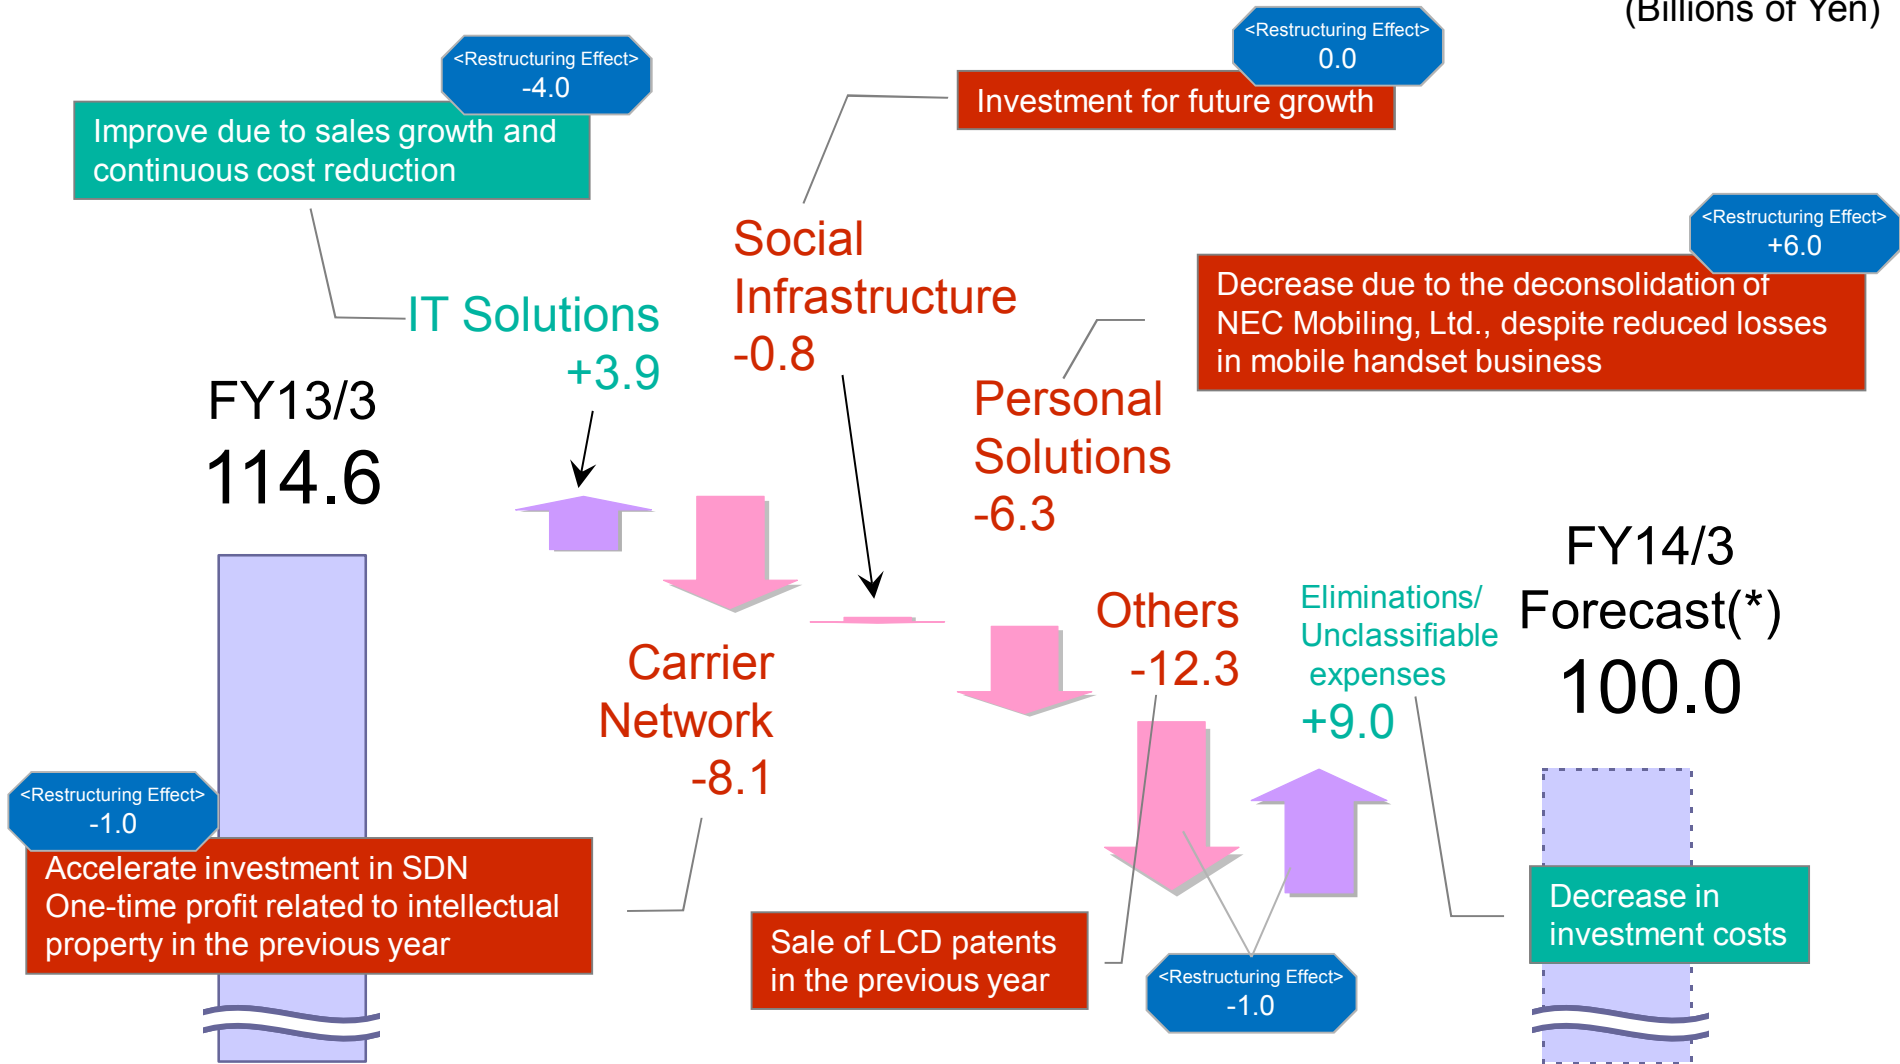 (Billions of Yen)
<Restructuring Effect>
-4.0
Improve due to sales growth and
continuous cost reduction
<Restructuring Effect>
0.0
Investment for future growth
<Restructuring Effect>
+6.0
Decrease due to the deconsolidation of
NEC Mobiling, Ltd., despite reduced losses
in mobile handset business
FY13/3
114.6
IT Solutions
+3.9
Social
Infrastructure
-0.8
Personal
Solutions
-6.3
Carrier
Network
-8.1
Others
-12.3
Eliminations/
Unclassifiable
expenses
+9.0
FY14/3
Forecast(*)
100.0
<Restructuring Effect>
-1.0
Accelerate investment in SDN
One-time profit related to intellectual
property in the previous year
Sale of LCD patents
in the previous year
<Restructuring Effect>
-1.0
Decrease in
investment costs